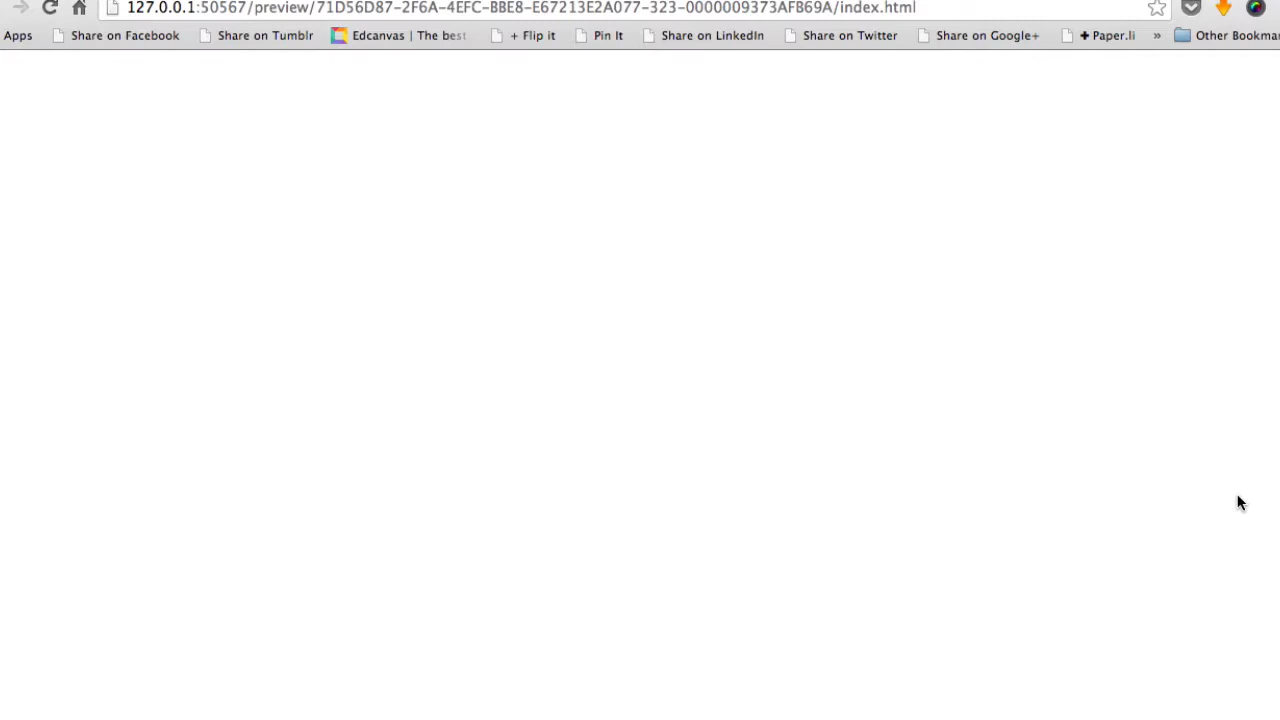 127.0.0.1:50567/preview/71D56D87-2F6A-4EFC-BBE8-E67213E2A077-323-0000009373AFB69A/index.html
Apps Share on Facebook Share on Tumblr Edcanvas | The best + Flip it Pin It Share on LinkedIn Share on Twitter Share on Google+ ✚ Paper.li » Other Bookmar